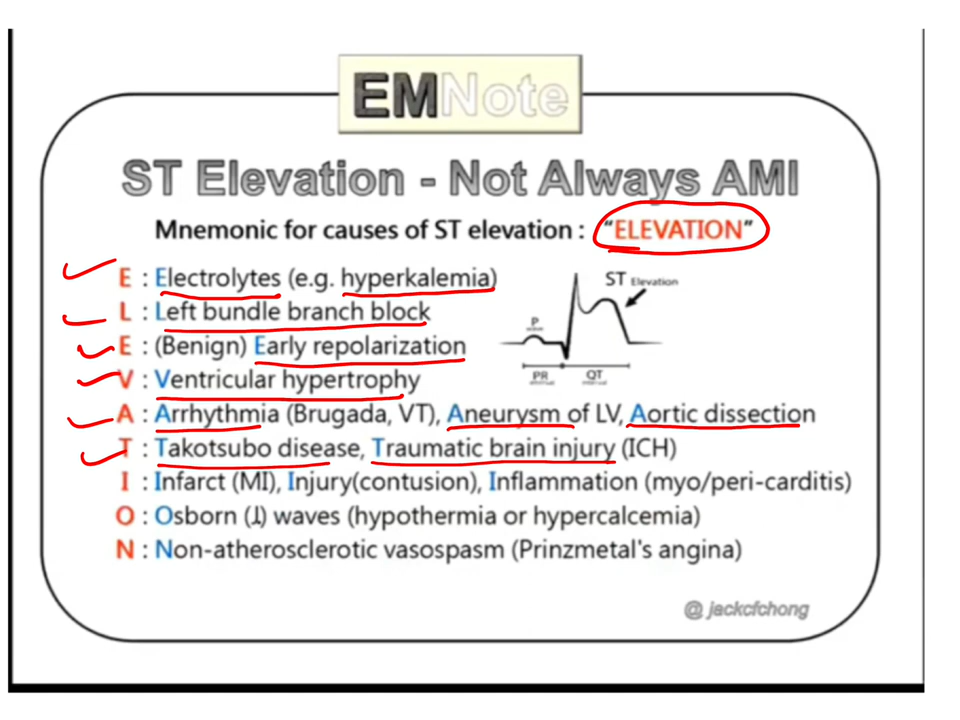 EMNote
ST Elevation - Not Always AMI
Mnemonic for causes of ST elevation : "ELEVATION"
E : Electrolytes (e.g. hyperkalemia)
L : Left bundle branch block
E : (Benign) Early repolarization
V : Ventricular hypertrophy
A : Arrhythmia (Brugada, VT), Aneurysm of LV, Aortic dissection
T : Takotsubo disease, Traumatic brain injury (ICH)
I : Infarct (MI), Injury(contusion), Inflammation (myo/peri-carditis)
O : Osborn (J) waves (hypothermia or hypercalcemia)
N : Non-atherosclerotic vasospasm (Prinzmetal's angina)
ST Elevation
P
PR
QT
@ jackcfchong